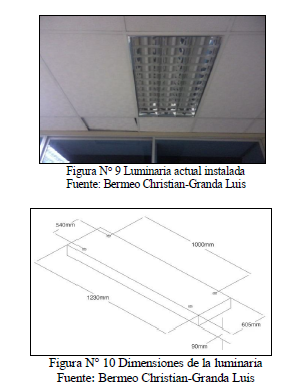 Figura N° 9 Luminaria actual instalada
Fuente: Bermeo Christian-Granda Luis
540mm
1000mm
1230mm
605mm
90mm
Figura N° 10 Dimensiones de la luminaria
Fuente: Bermeo Christian-Granda Luis